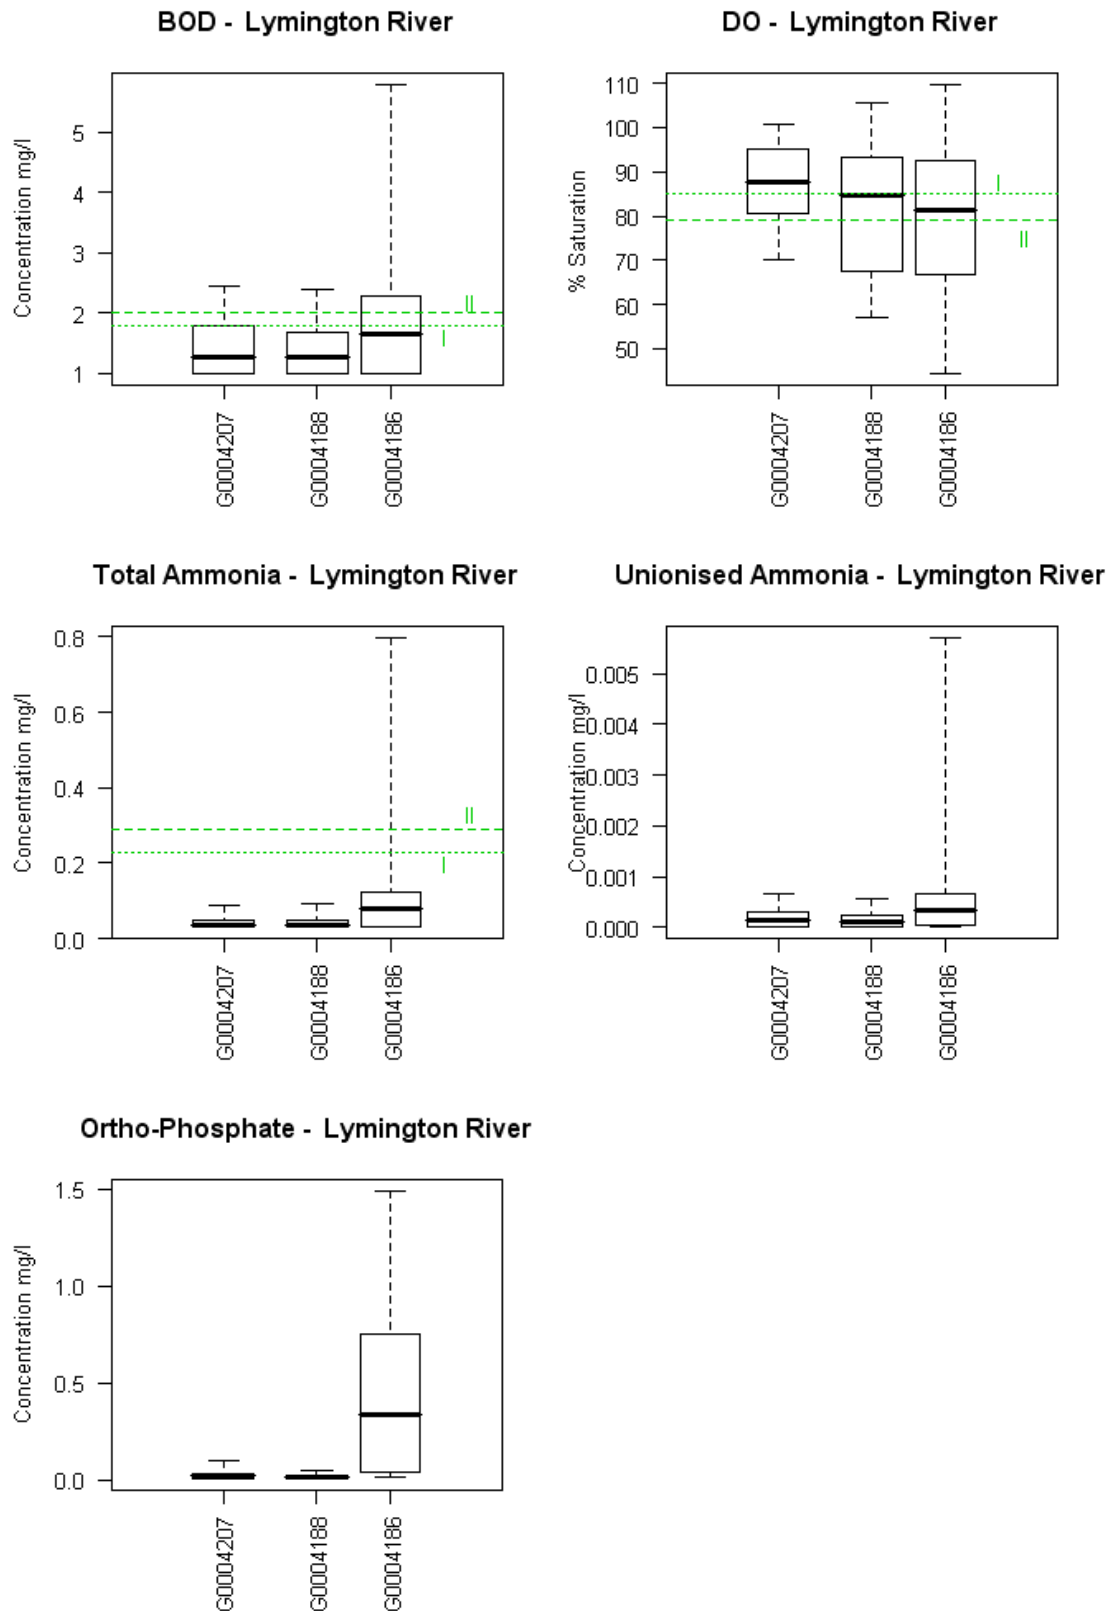 BOD - Lymington River
Concentration mg/l
5
4
3
2
1
II
I
G0004207
G0004188
G0004186
DO - Lymington River
% Saturation
110
100
90
80
70
60
50
I
II
G0004207
G0004188
G0004186
Total Ammonia - Lymington River
Concentration mg/l
0.8
0.6
0.4
0.2
0.0
II
I
G0004207
G0004188
G0004186
Unionised Ammonia - Lymington River
Concentration mg/l
0.005
0.004
0.003
0.002
0.001
0.000
G0004207
G0004188
G0004186
Ortho-Phosphate - Lymington River
Concentration mg/l
1.5
1.0
0.5
0.0
G0004207
G0004188
G0004186